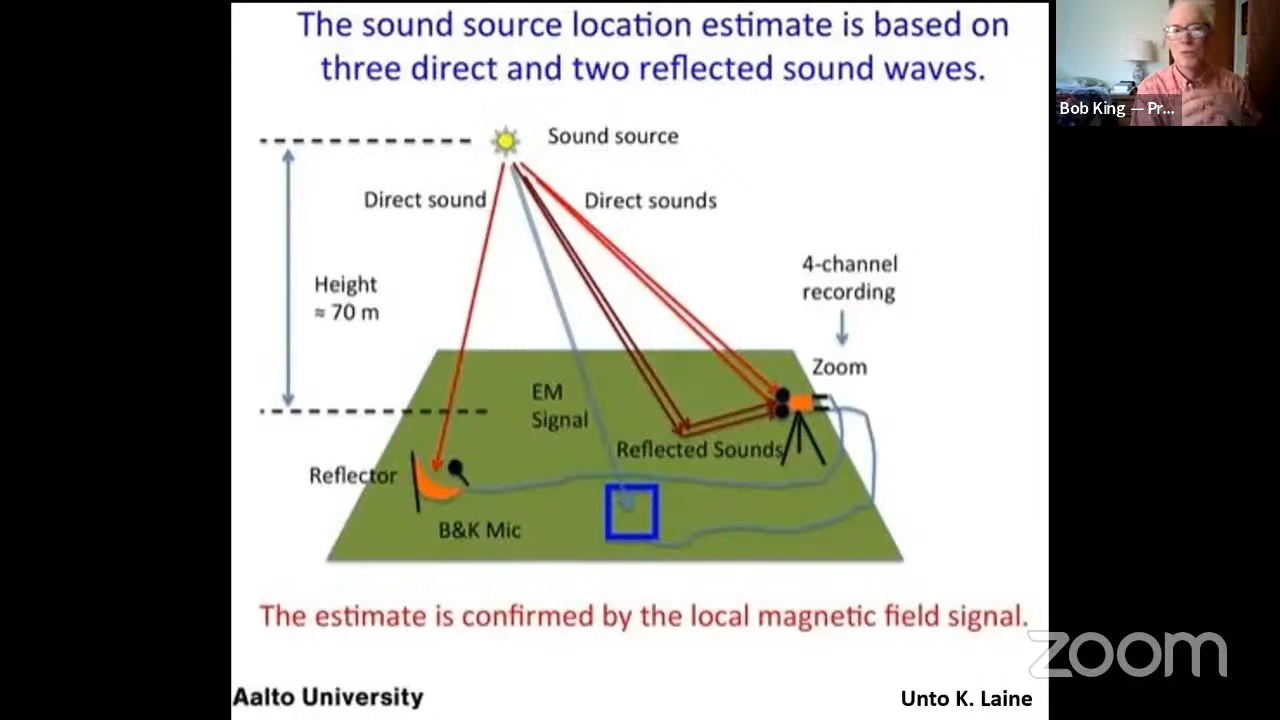 The sound source location estimate is based on
three direct and two reflected sound waves.
Bob King — Pr...
Sound source
Direct sound
Direct sounds
4-channel
recording
Height
≈ 70 m
Zoom
EM
Signal
Reflected Sounds
Reflector
B&K Mic
The estimate is confirmed by the local magnetic field signal.
zoom
Aalto University
Unto K. Laine